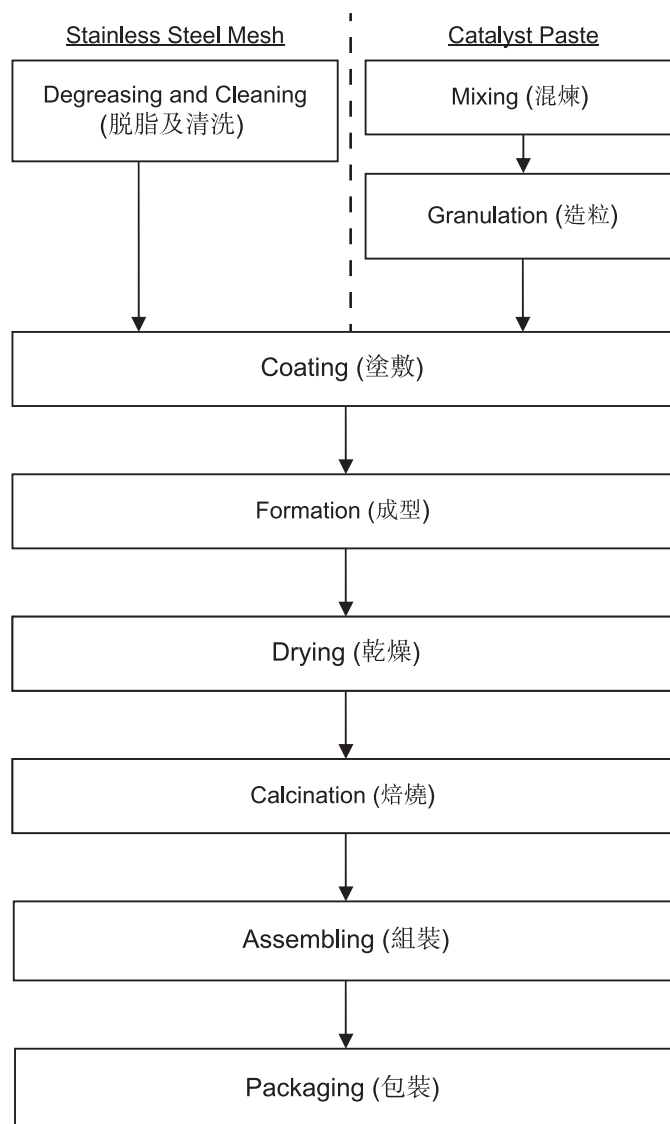 Stainless Steel Mesh
Catalyst Paste
Degreasing and Cleaning
(脱脂及清洗)
Mixing (混煉)
Granulation (造粒)
Coating (塗敷)
Formation (成型)
Drying (乾燥)
Calcination (焙燒)
Assembling (組裝)
Packaging (包裝)